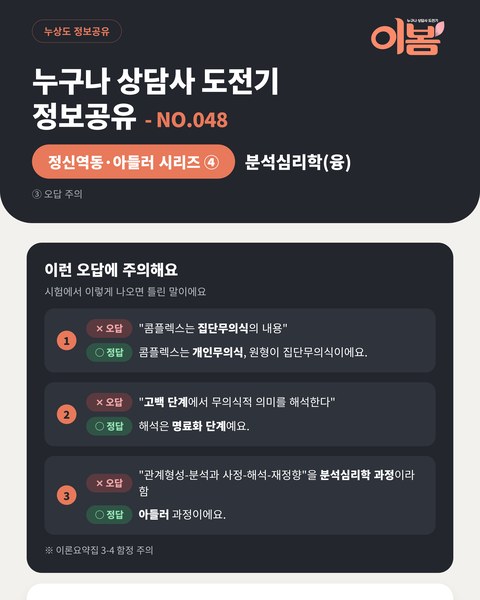 누상도 정보공유
누구나 상담사 도전기
이봄
누구나 상담사 도전기
정보공유 - NO.048
정신역동·아들러 시리즈 ④ 분석심리학(융)
③ 오답 주의
이런 오답에 주의해요
시험에서 이렇게 나오면 틀린 말이에요
1
× 오답 "콤플렉스는 집단무의식의 내용"
○ 정답 콤플렉스는 개인무의식, 원형이 집단무의식이에요.
2
× 오답 "고백 단계에서 무의식적 의미를 해석한다"
○ 정답 해석은 명료화 단계예요.
3
× 오답 "관계형성-분석과 사정-해석-재정향"을 분석심리학 과정이라
함
○ 정답 아들러 과정이에요.
※ 이론요약집 3-4 함정 주의